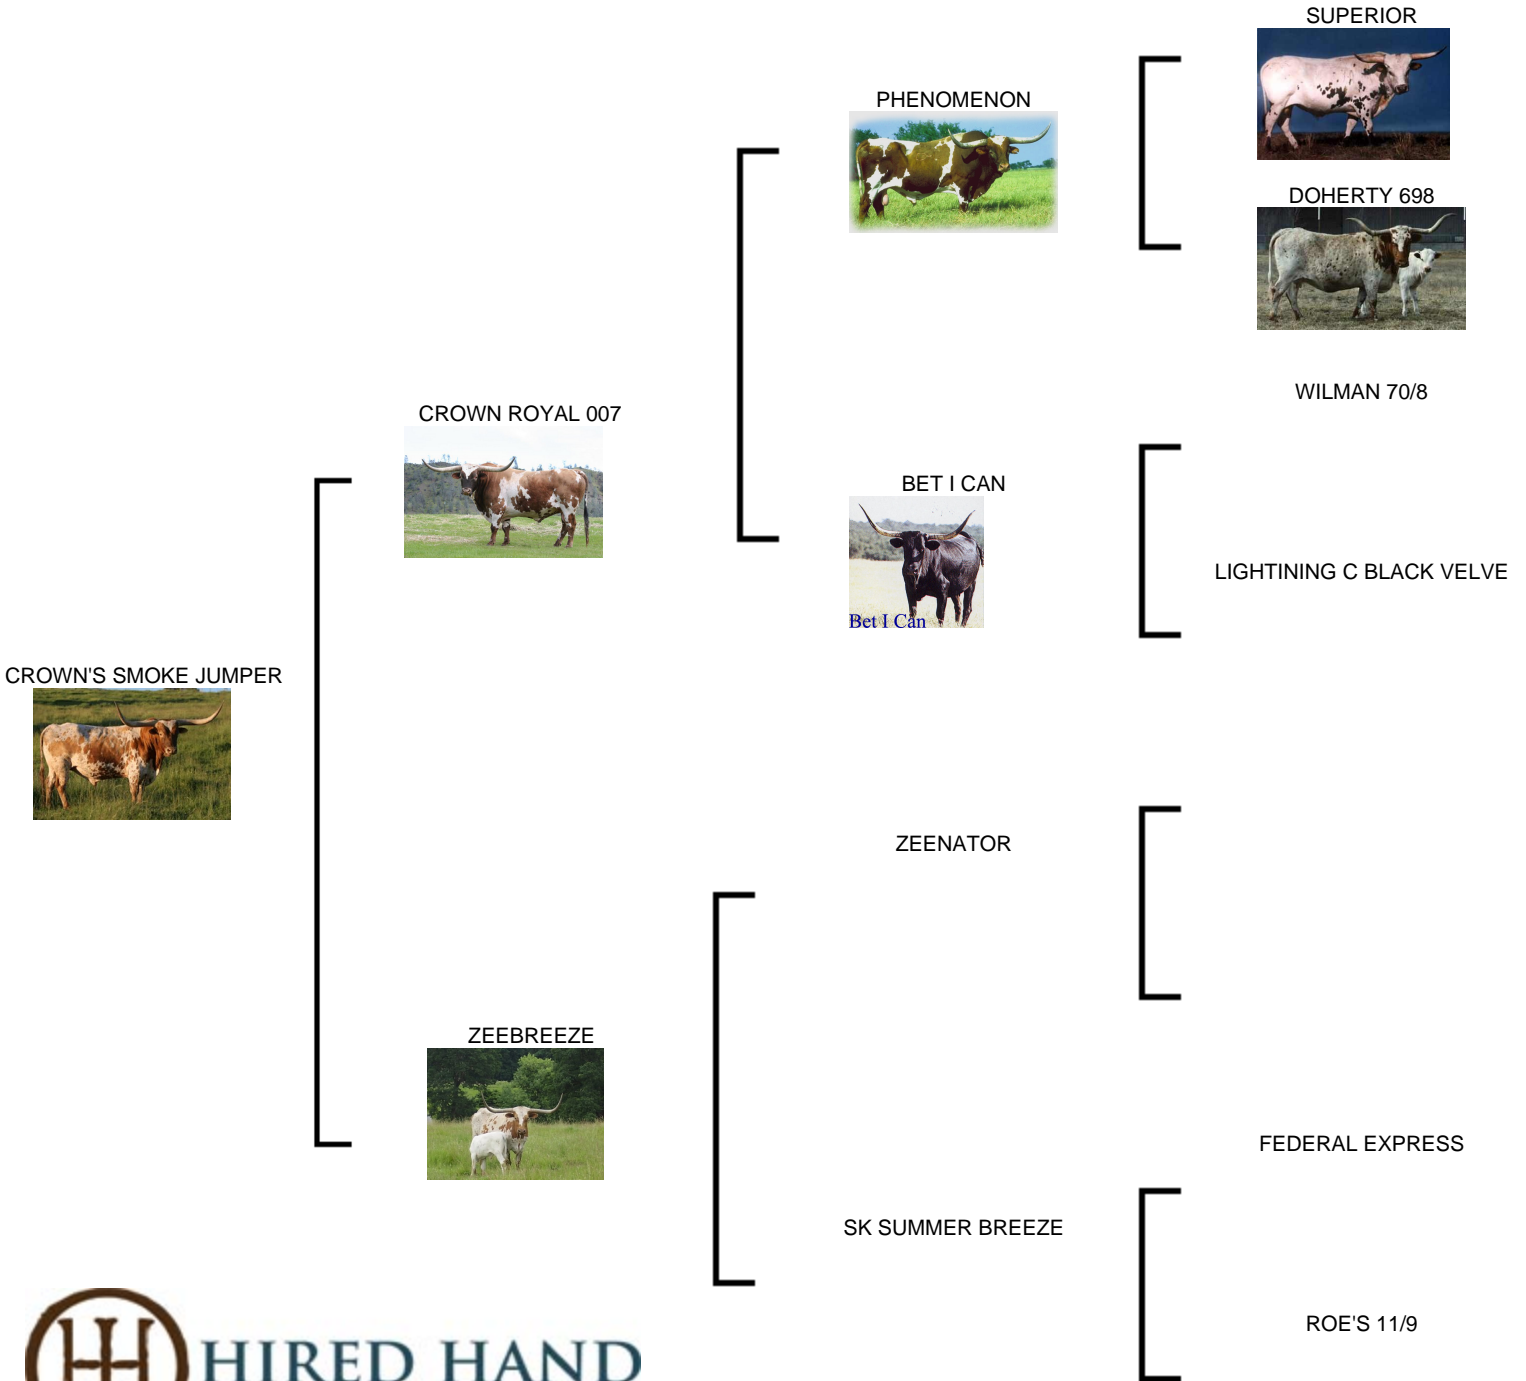 SUPERIOR
PHENOMENON
DOHERTY 698
WILMAN 70/8
CROWN ROYAL 007
BET I CAN
Bet I Can
LIGHTINING C BLACK VELVE
CROWN'S SMOKE JUMPER
ZEENATOR
ZEEBREEZE
FEDERAL EXPRESS
SK SUMMER BREEZE
ROE'S 11/9
HIRED HAND